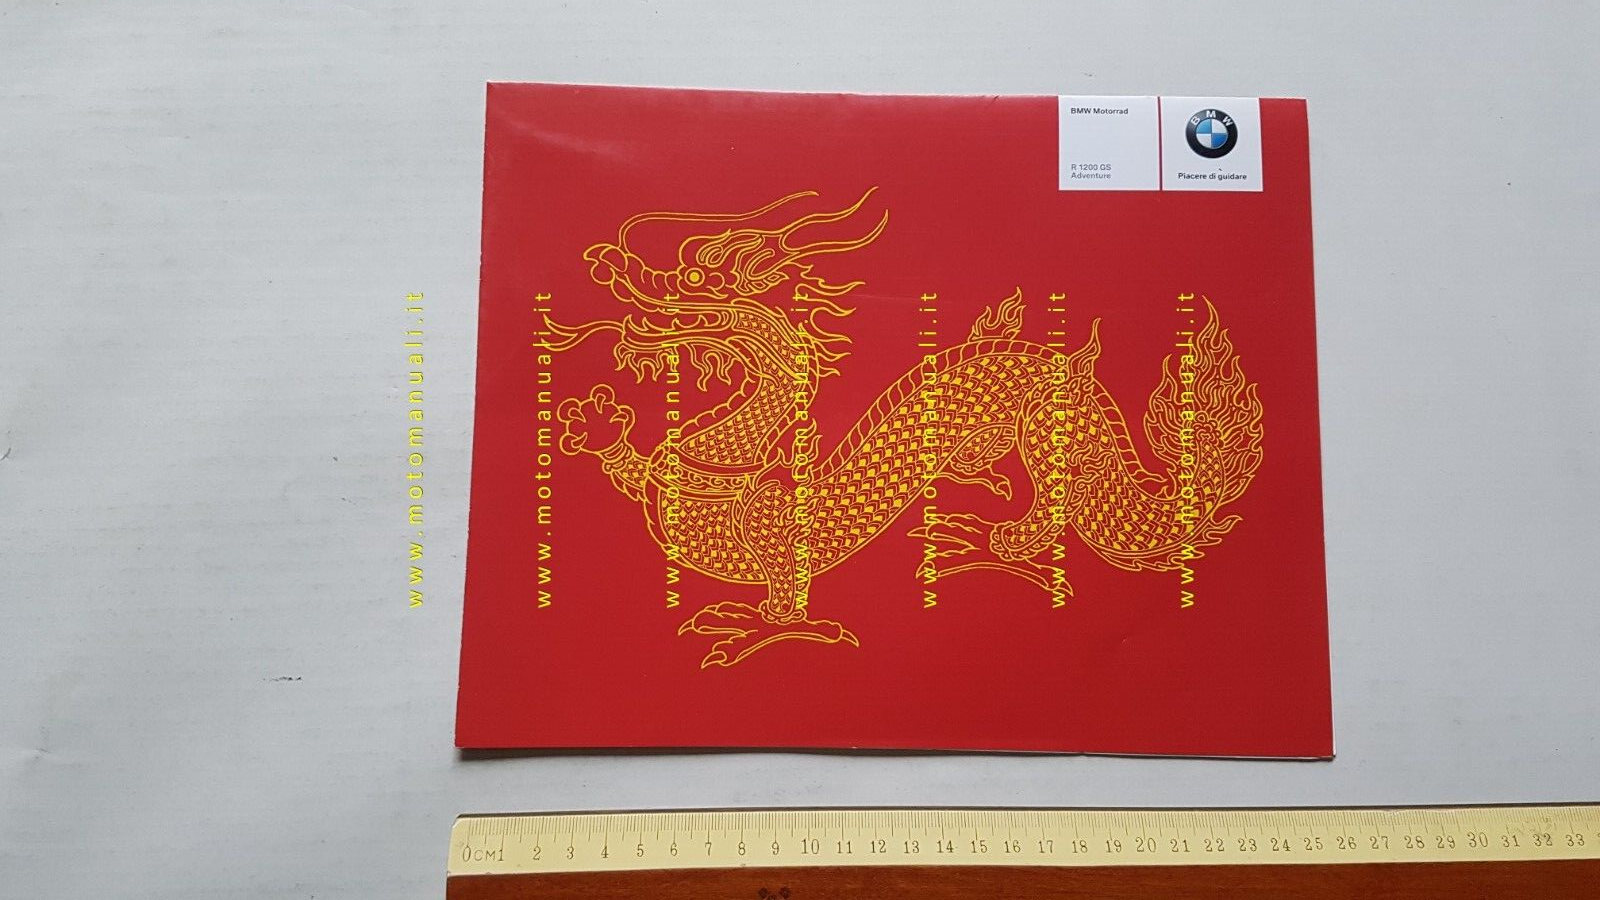 BMW Motorrad
R 1200 GS
Adventure
BMW
Piacere di guidare
www.motomanuali.it
www.motomanuali.it
www.motomanuali.it
www.motomanuali.it
www.motomanuali.it
www.motomanuali.it
www.motomanuali.it
0CM1 2 3 4 5 6 7 8 9 10 11 12 13 14 15 16 17 18 19 20 21 22 23 24 25 26 27 28 29 30 31 32 33